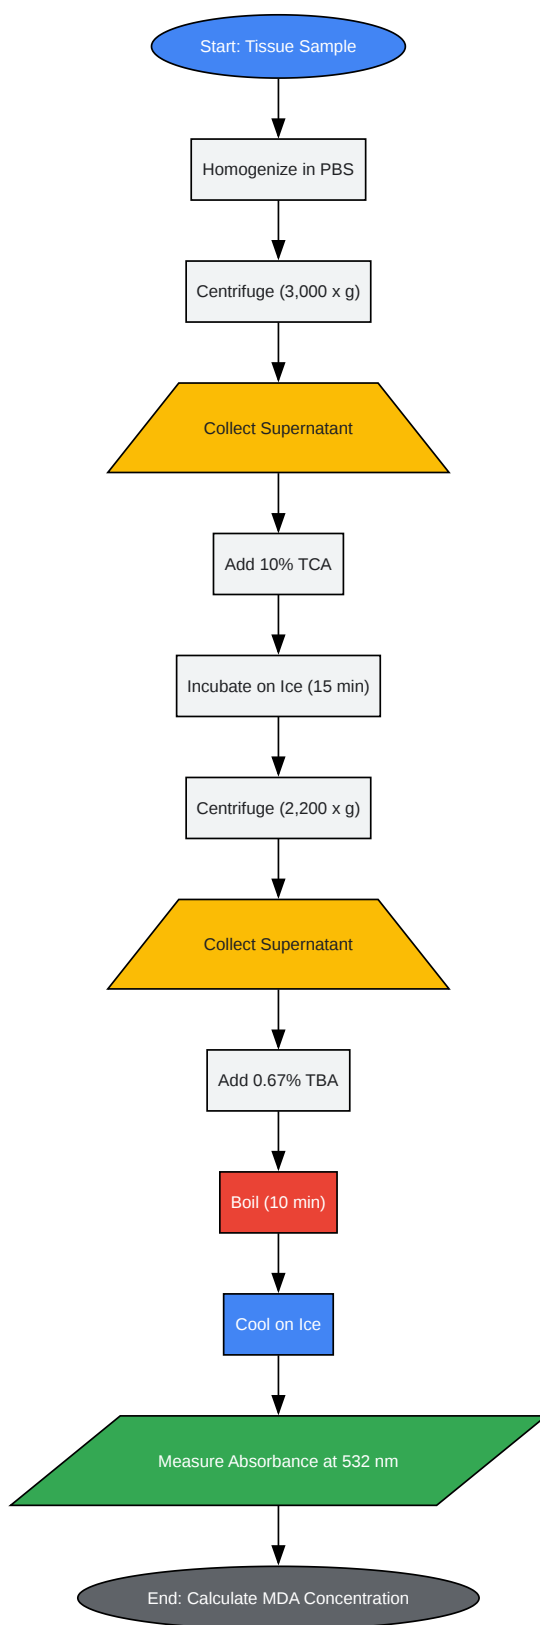 Start: Tissue Sample
Homogenize in PBS
Centrifuge (3,000 x g)
Collect Supernatant
Add 10% TCA
Incubate on Ice (15 min)
Centrifuge (2,200 x g)
Collect Supernatant
Add 0.67% TBA
Boil (10 min)
Cool on Ice
Measure Absorbance at 532 nm
End: Calculate MDA Concentration